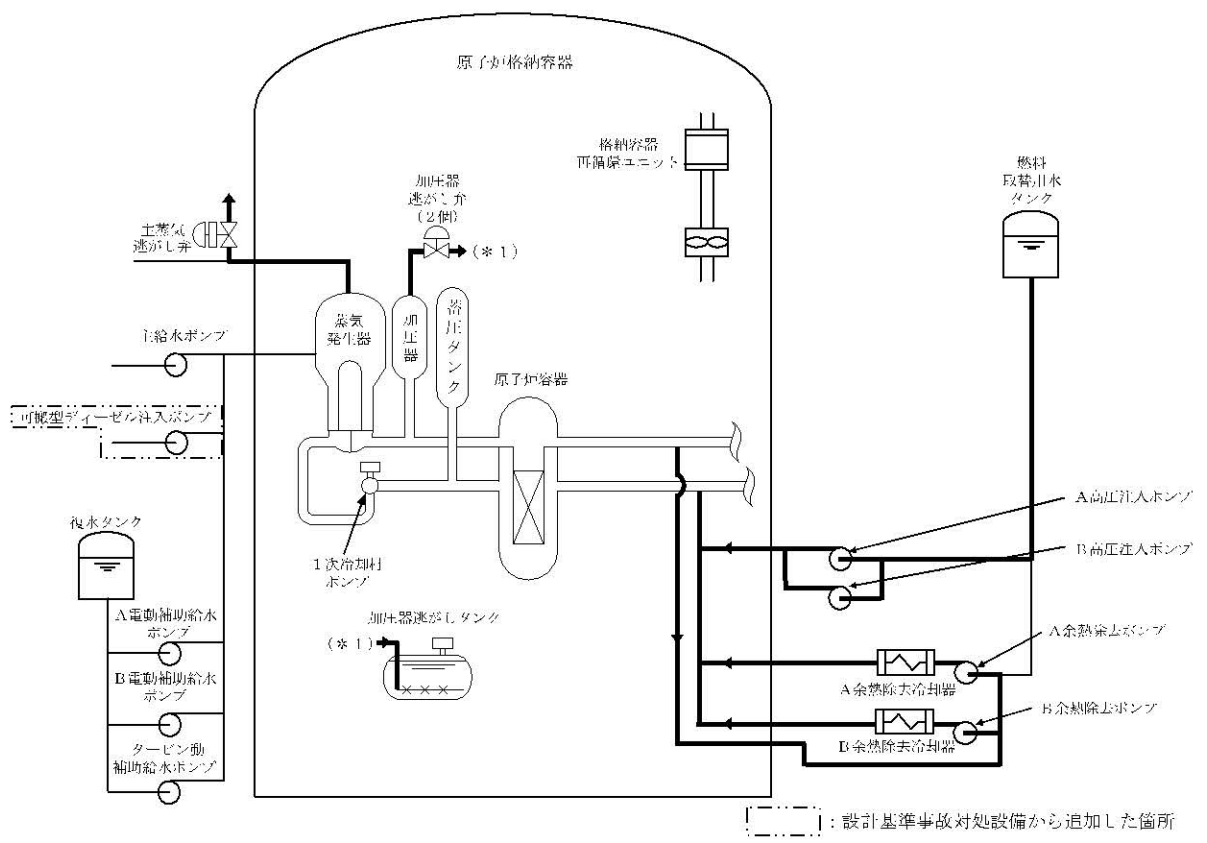 原子炉格納容器
格納容器
再循環ユニット
燃料
取替用水
タンク
加圧器
逃がし弁
(2個)
(*1)
主蒸気
逃がし弁
蒸気
発生器
加圧器
蓄圧タンク
主給水ポンプ
原子炉容器
可搬型ディーゼル注入ポンプ
復水タンク
1次冷却材
ポンプ
A高圧注入ポンプ
B高圧注入ポンプ
A電動補助給水
ポンプ
加圧器逃がしタンク
(*1)
A余熱除去ポンプ
A余熱除去冷却器
B電動補助給水
ポンプ
B余熱除去ポンプ
B余熱除去冷却器
タービン動
補助給水ポンプ
:設計基準事故対処設備から追加した箇所